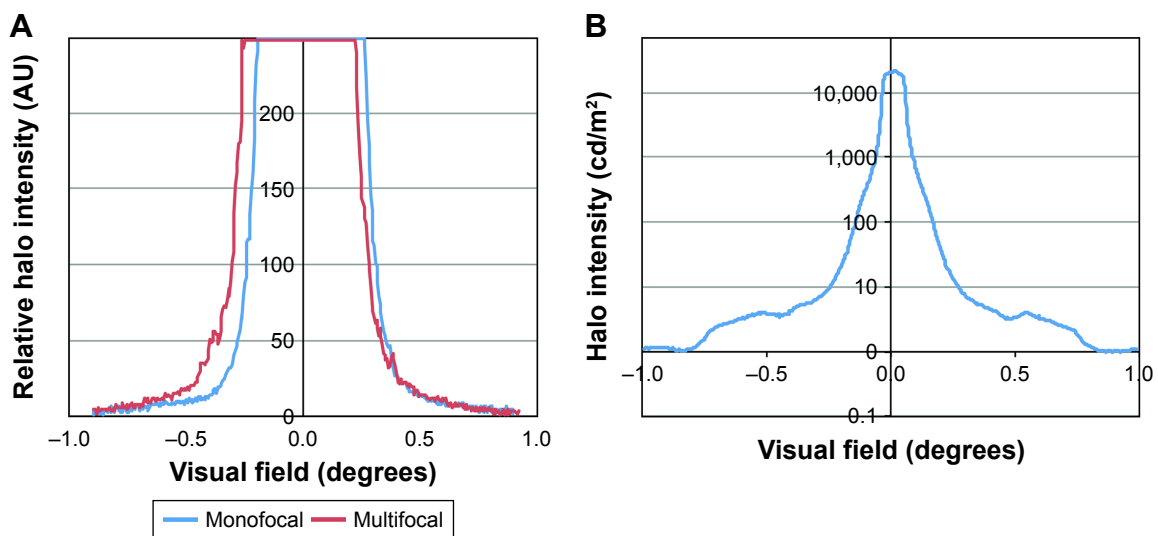 A
Relative halo intensity (AU)
200
150
100
50
0
–1.0 –0.5 0.0 0.5 1.0
Visual field (degrees)
Monofocal Multifocal
B
Halo intensity (cd/m²)
10,000
1,000
100
10
0
–1.0 –0.5 0.0 0.5 1.0
0.1
Visual field (degrees)